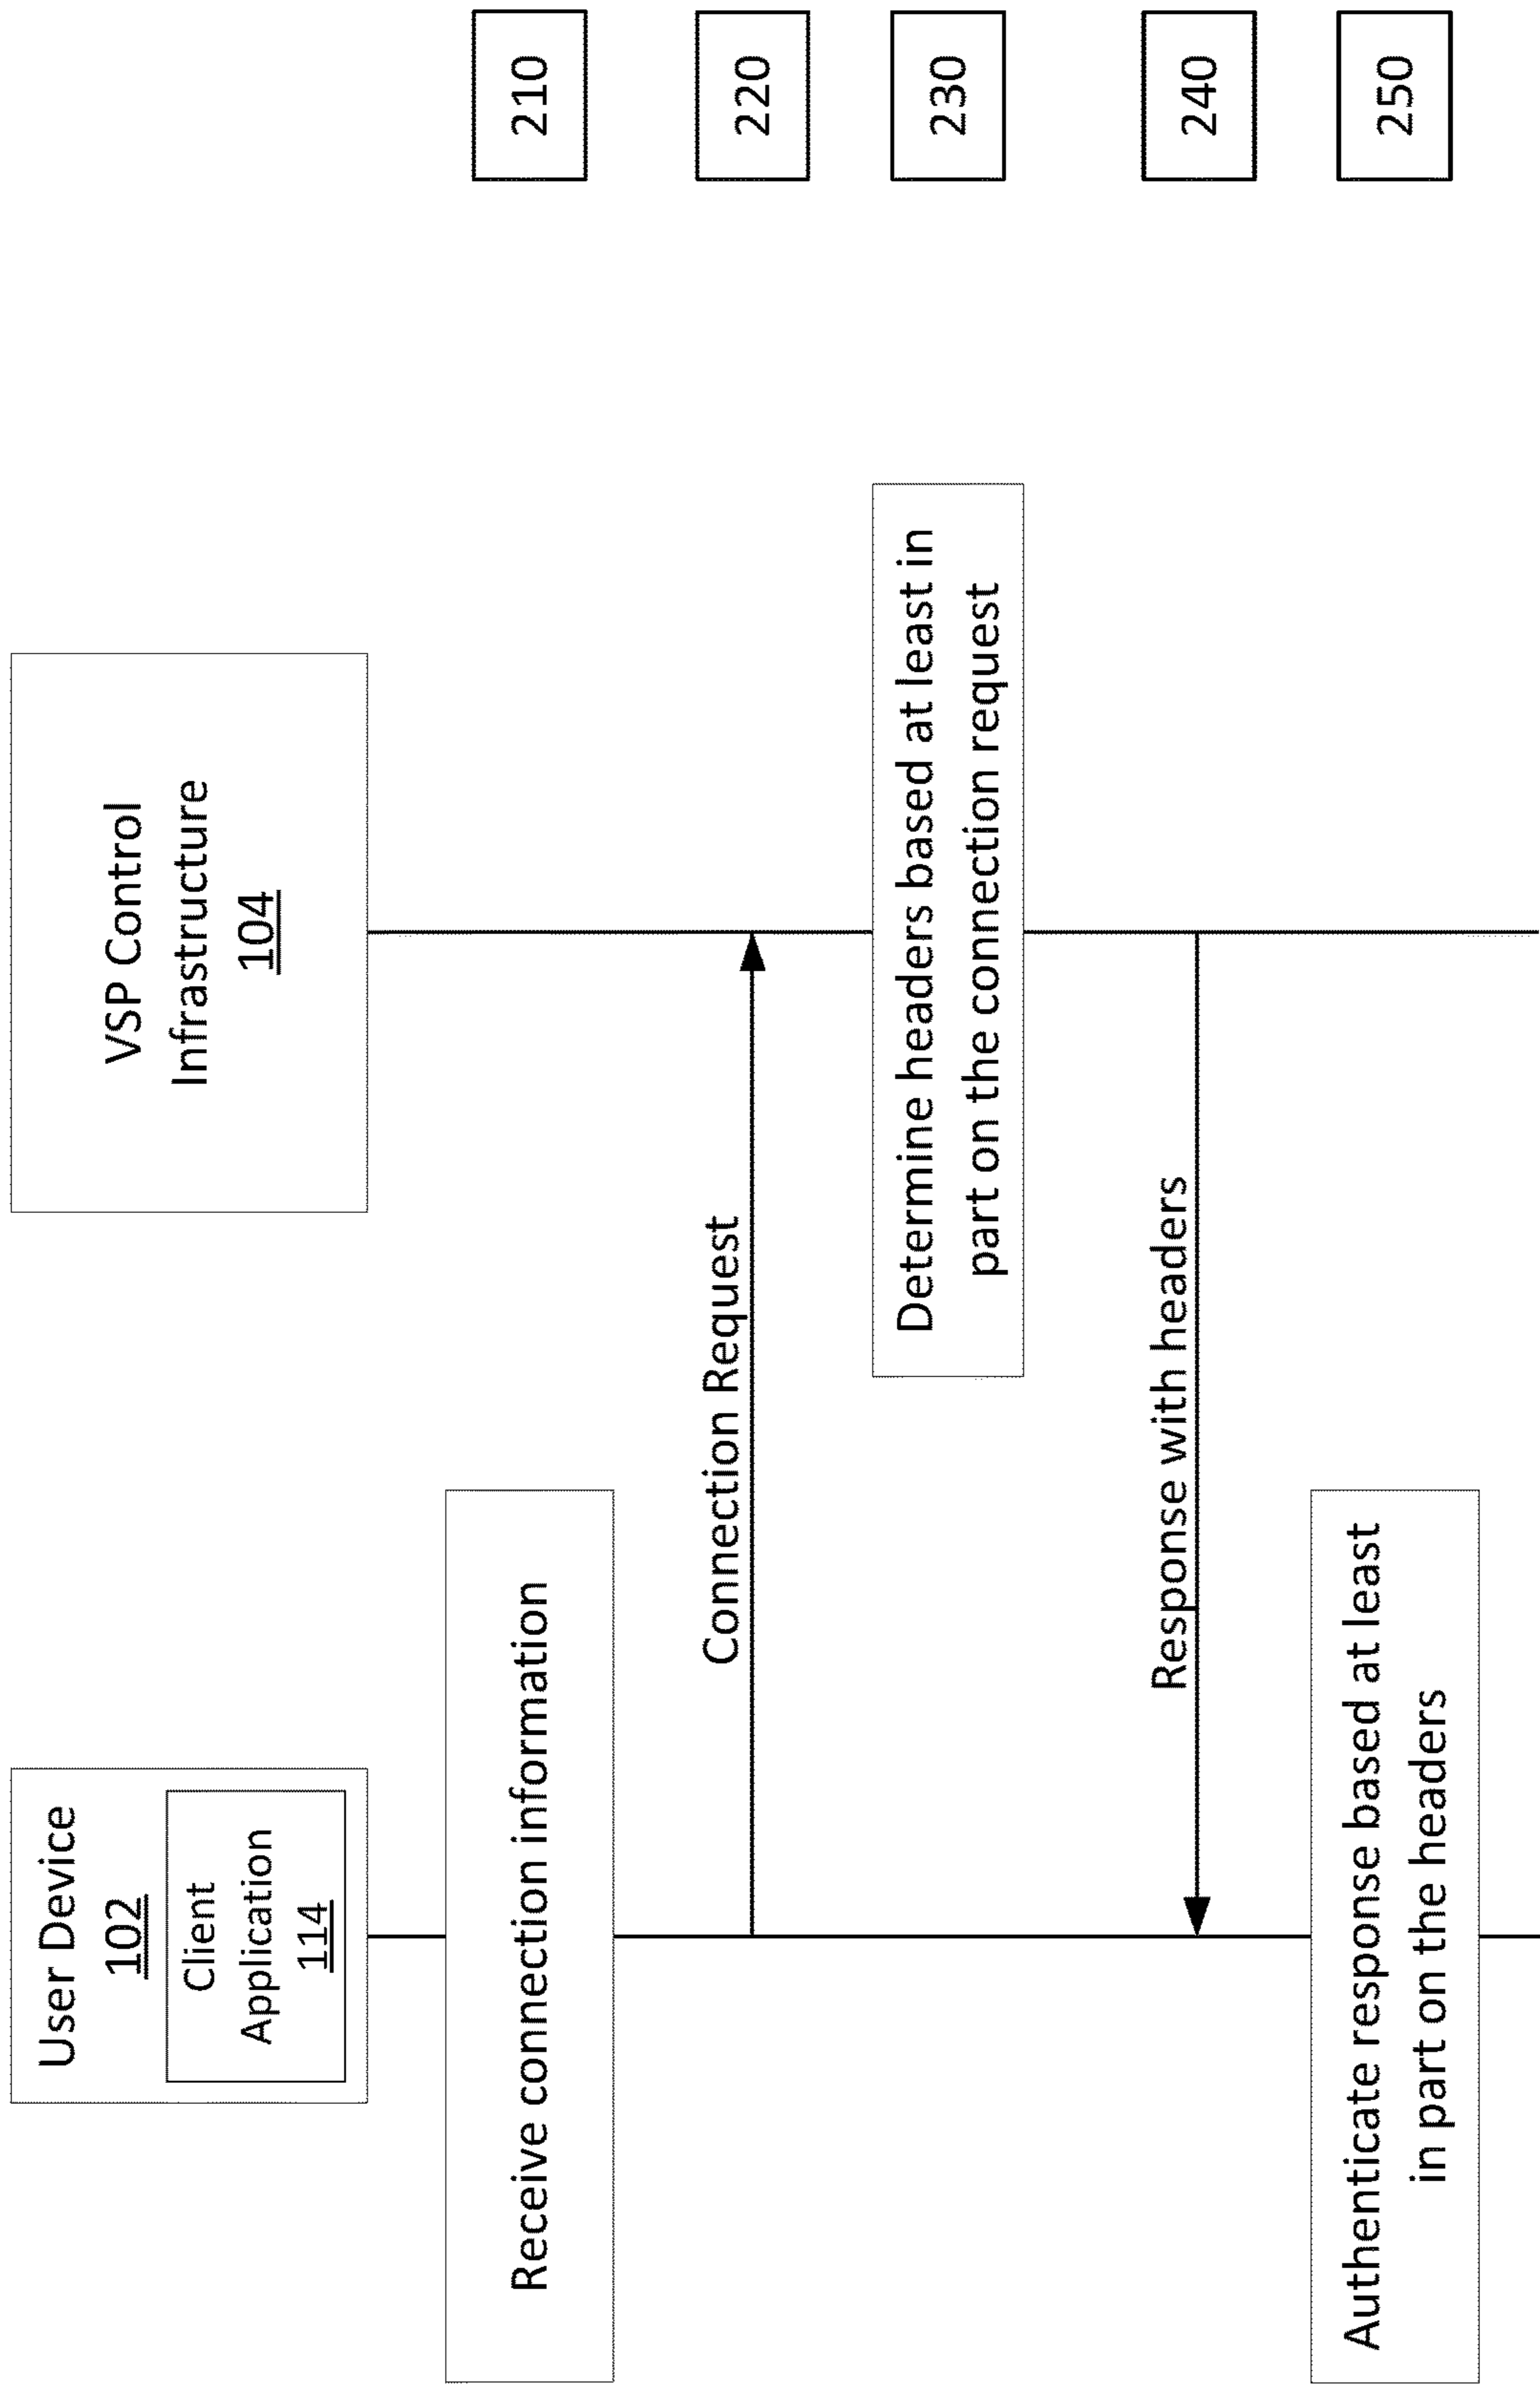 User Device
102
Client
Application
114
VSP Control
Infrastructure
104
Receive connection information
210
Connection Request
220
Determine headers based at least in
part on the connection request
230
Response with headers
240
Authenticate response based at least
in part on the headers
250